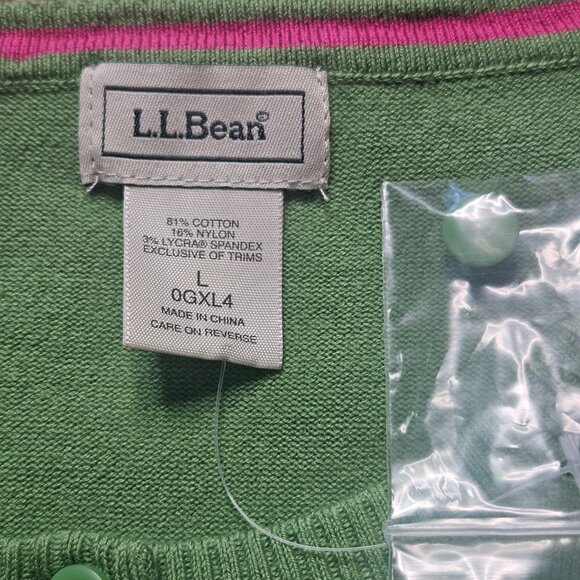 L.L.Bean®
81% COTTON
16% NYLON
3% LYCRA® SPANDEX
EXCLUSIVE OF TRIMS
L
0GXL4
MADE IN CHINA
CARE ON REVERSE